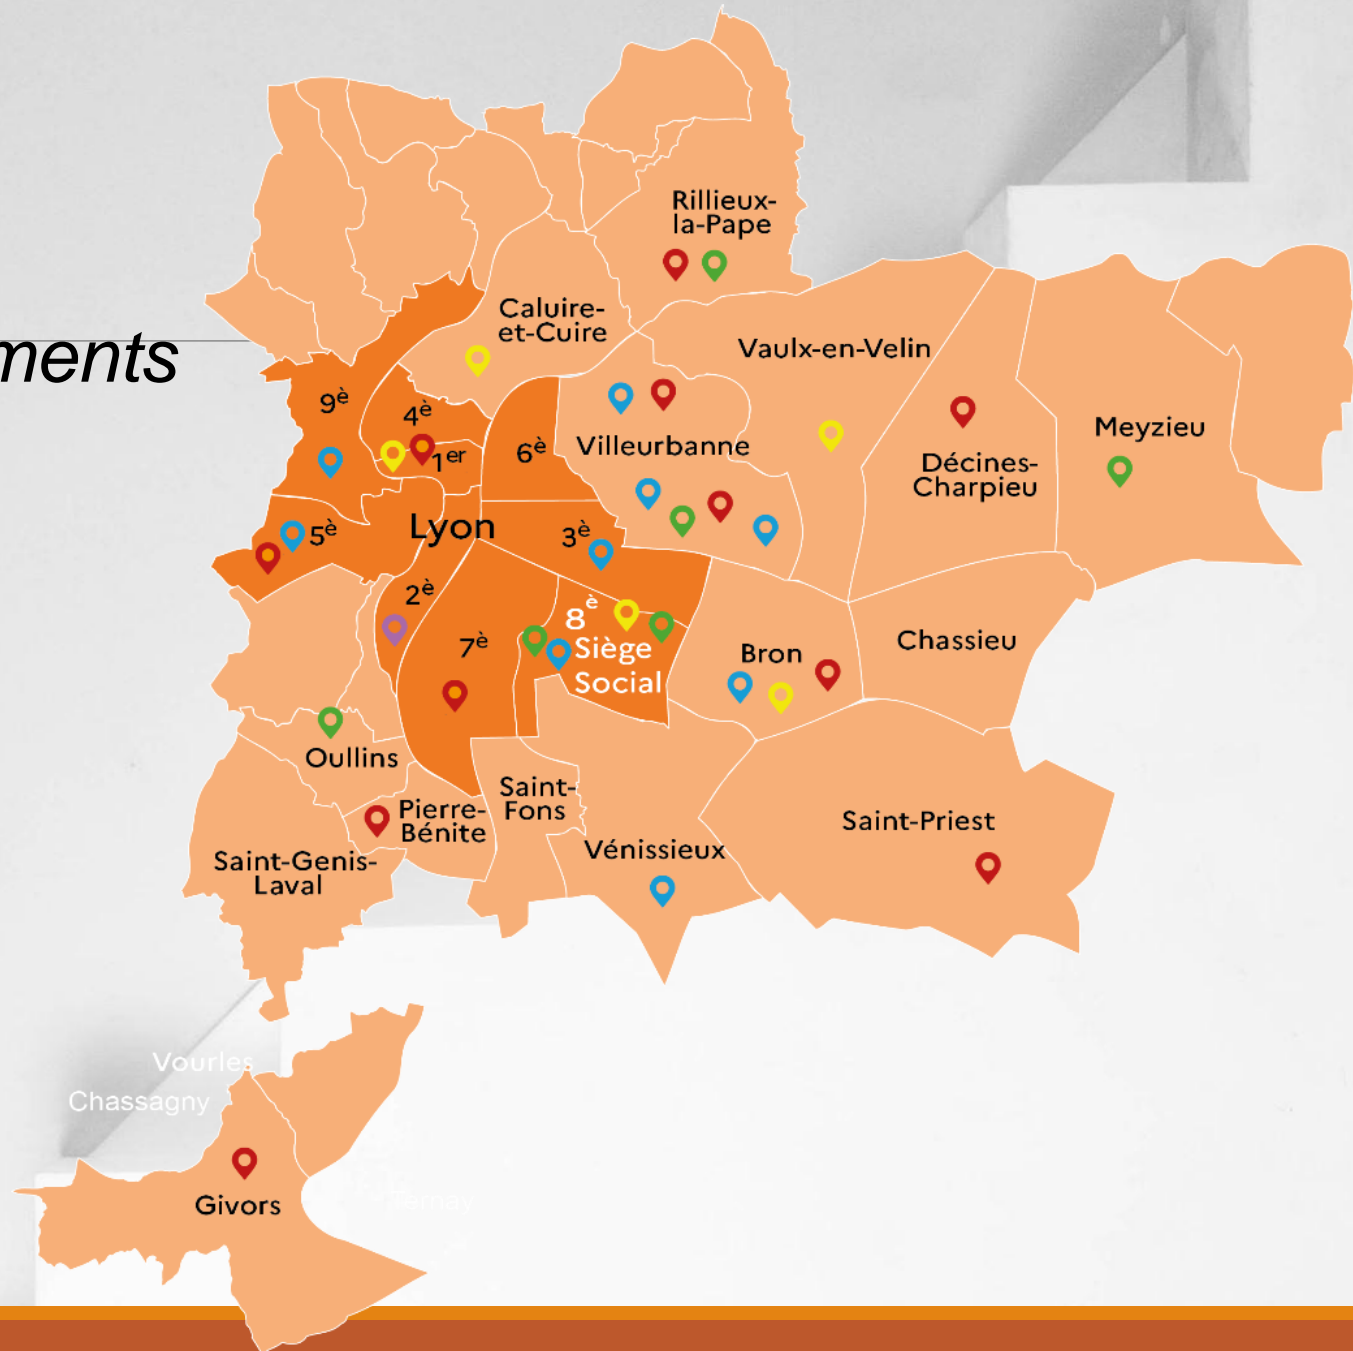 Rillieux-
la-Pape
Caluire-
et-Cuire
ments
Vaulx-en-Velin
9è
4è
1er
6è
Villeurbanne
Meyzieu
Décines-
Charpieu
5è
Lyon
3è
2è
7è
8è
Siège
Social
Bron
Chassieu
Oullins
Saint-
Fons
Pierre-
Bénite
Saint-Priest
Vénissieux
Saint-Genis-
Laval
Vourles
Chassagny
Givors